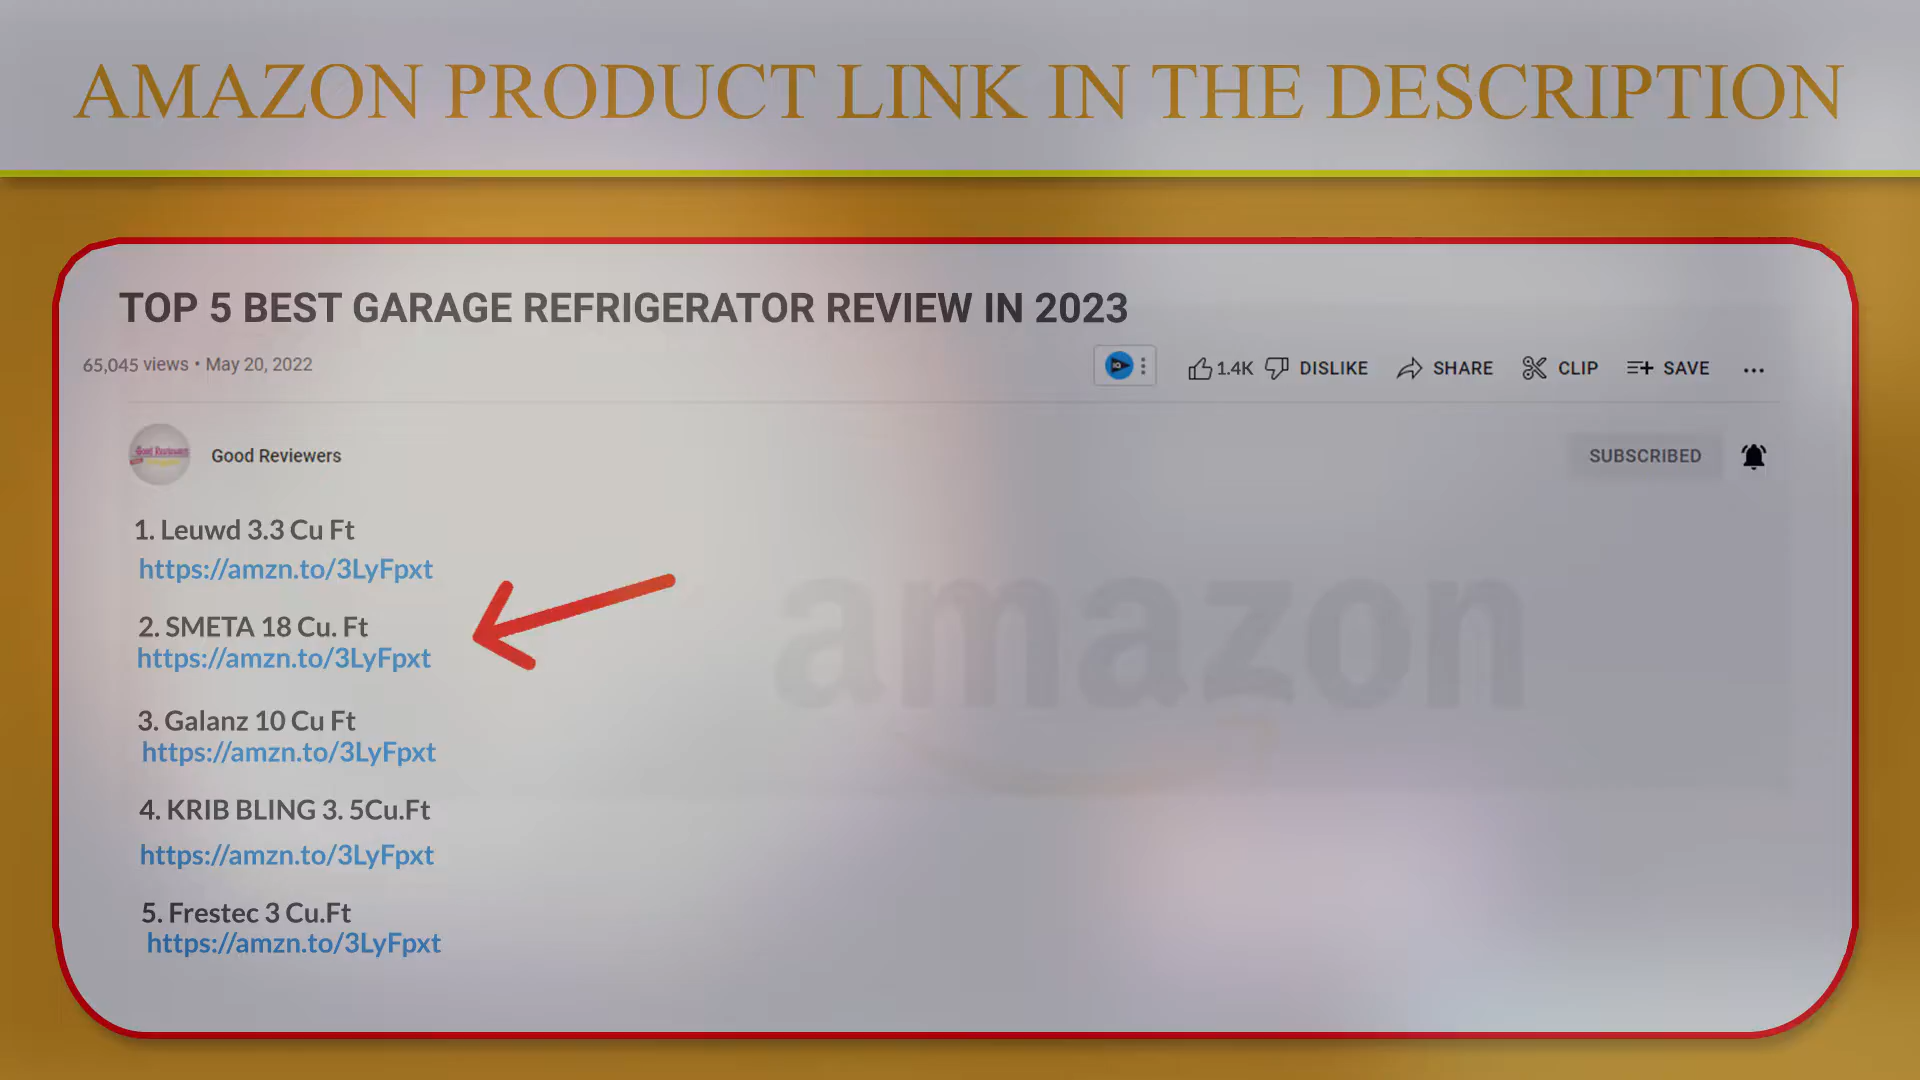 AMAZON PRODUCT LINK IN THE DESCRIPTION
TOP 5 BEST GARAGE REFRIGERATOR REVIEW IN 2023
65,045 views • May 20, 2022
1.4K DISLIKE SHARE CLIP SAVE ...
Good Reviewers
Good Reviewers
SUBSCRIBED
1. Leuwd 3.3 Cu Ft
https://amzn.to/3LyFpxt
2. SMETA 18 Cu. Ft
https://amzn.to/3LyFpxt
amazon
3. Galanz 10 Cu Ft
https://amzn.to/3LyFpxt
4. KRIB BLING 3. 5Cu.Ft
https://amzn.to/3LyFpxt
5. Frestec 3 Cu.Ft
https://amzn.to/3LyFpxt